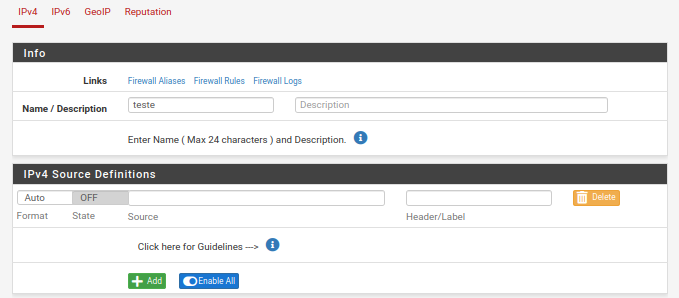 IPv4 IPv6 GeoIP Reputation
Info
Links Firewall Aliases Firewall Rules Firewall Logs
Name / Description teste Description
Enter Name ( Max 24 characters ) and Description.
IPv4 Source Definitions
Auto OFF Delete
Format State Source Header/Label
Click here for Guidelines --->
Add Enable All